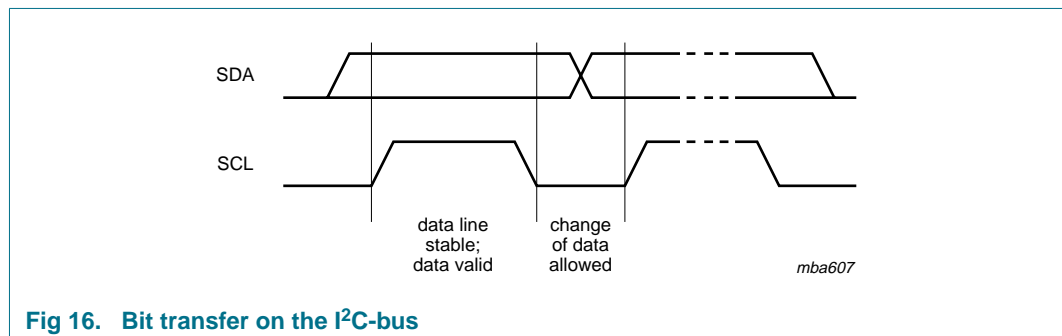 SDA
SCL
data line
stable;
data valid
change
of data
allowed
mba607
Fig 16. Bit transfer on the I²C-bus